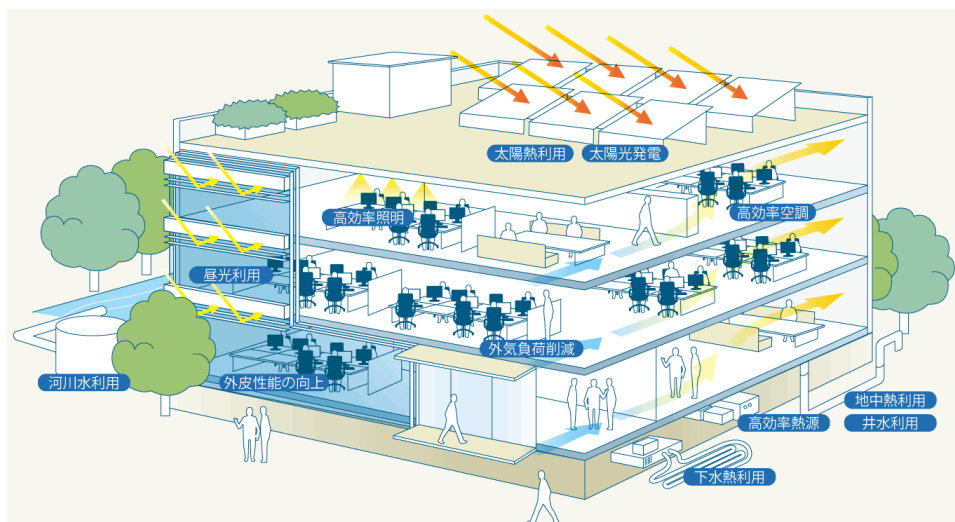 太陽熱利用
太陽光発電
高効率照明
高効率空調
昼光利用
外気負荷削減
河川水利用
外皮性能の向上
地中熱利用
高効率熱源
井水利用
下水熱利用